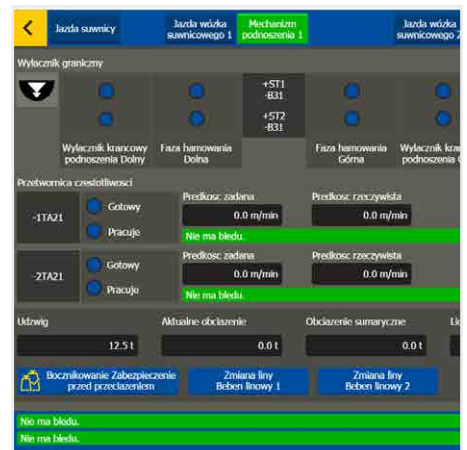 Jazda suwnicy
Jazda wózka
suwnicowego 1
Mechanizm
podnoszenia 1
Jazda wózka
suwnicowego 2
Wyłacznik graniczny
+ST1
-B31
+ST2
-B31
Wylacznik krancowy
podnoszenia Dolny
Faza hamowania
Dolna
Faza hamowania
Górna
Wylacznik kra
podnoszenia
Przetwornica czestotliwosci
-1TA21
Gotowy
Pracuje
Predkosc zadana
0.0 m/min
Predkosc rzeczywista
0.0 m/min
Nie ma bledu.
-2TA21
Gotowy
Pracuje
Predkosc zadana
0.0 m/min
Predkosc rzeczywista
0.0 m/min
Nie ma bledu.
Udzwig
12.5 t
Aktualne obciazenie
0.0 t
Obciazenie sumaryczne
0.0 t
Bocznikowanie Zabezpieczenie
przed przeciazeniem
Zmiana liny
Beben linowy 1
Zmiana liny
Beben linowy 2
Nie ma bledu.
Nie ma bledu.